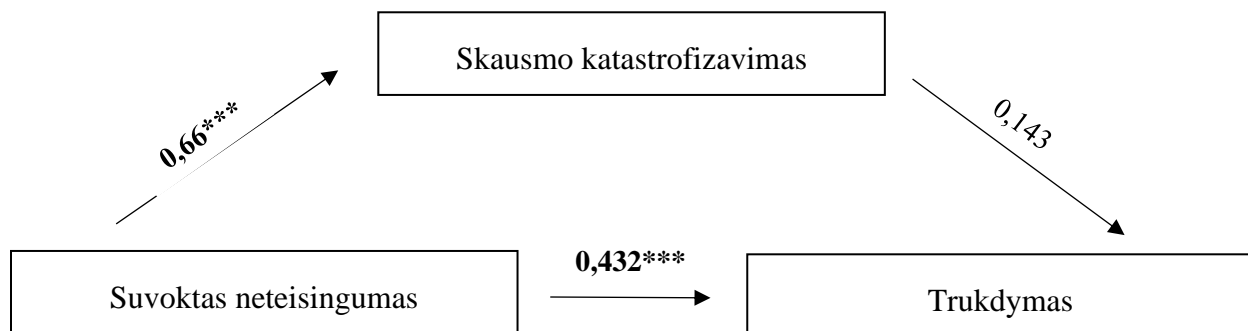 Skausmo katastrofizavimas
0,66***
0,143
0,432***
Suvoktas neteisingumas
Trukdymas